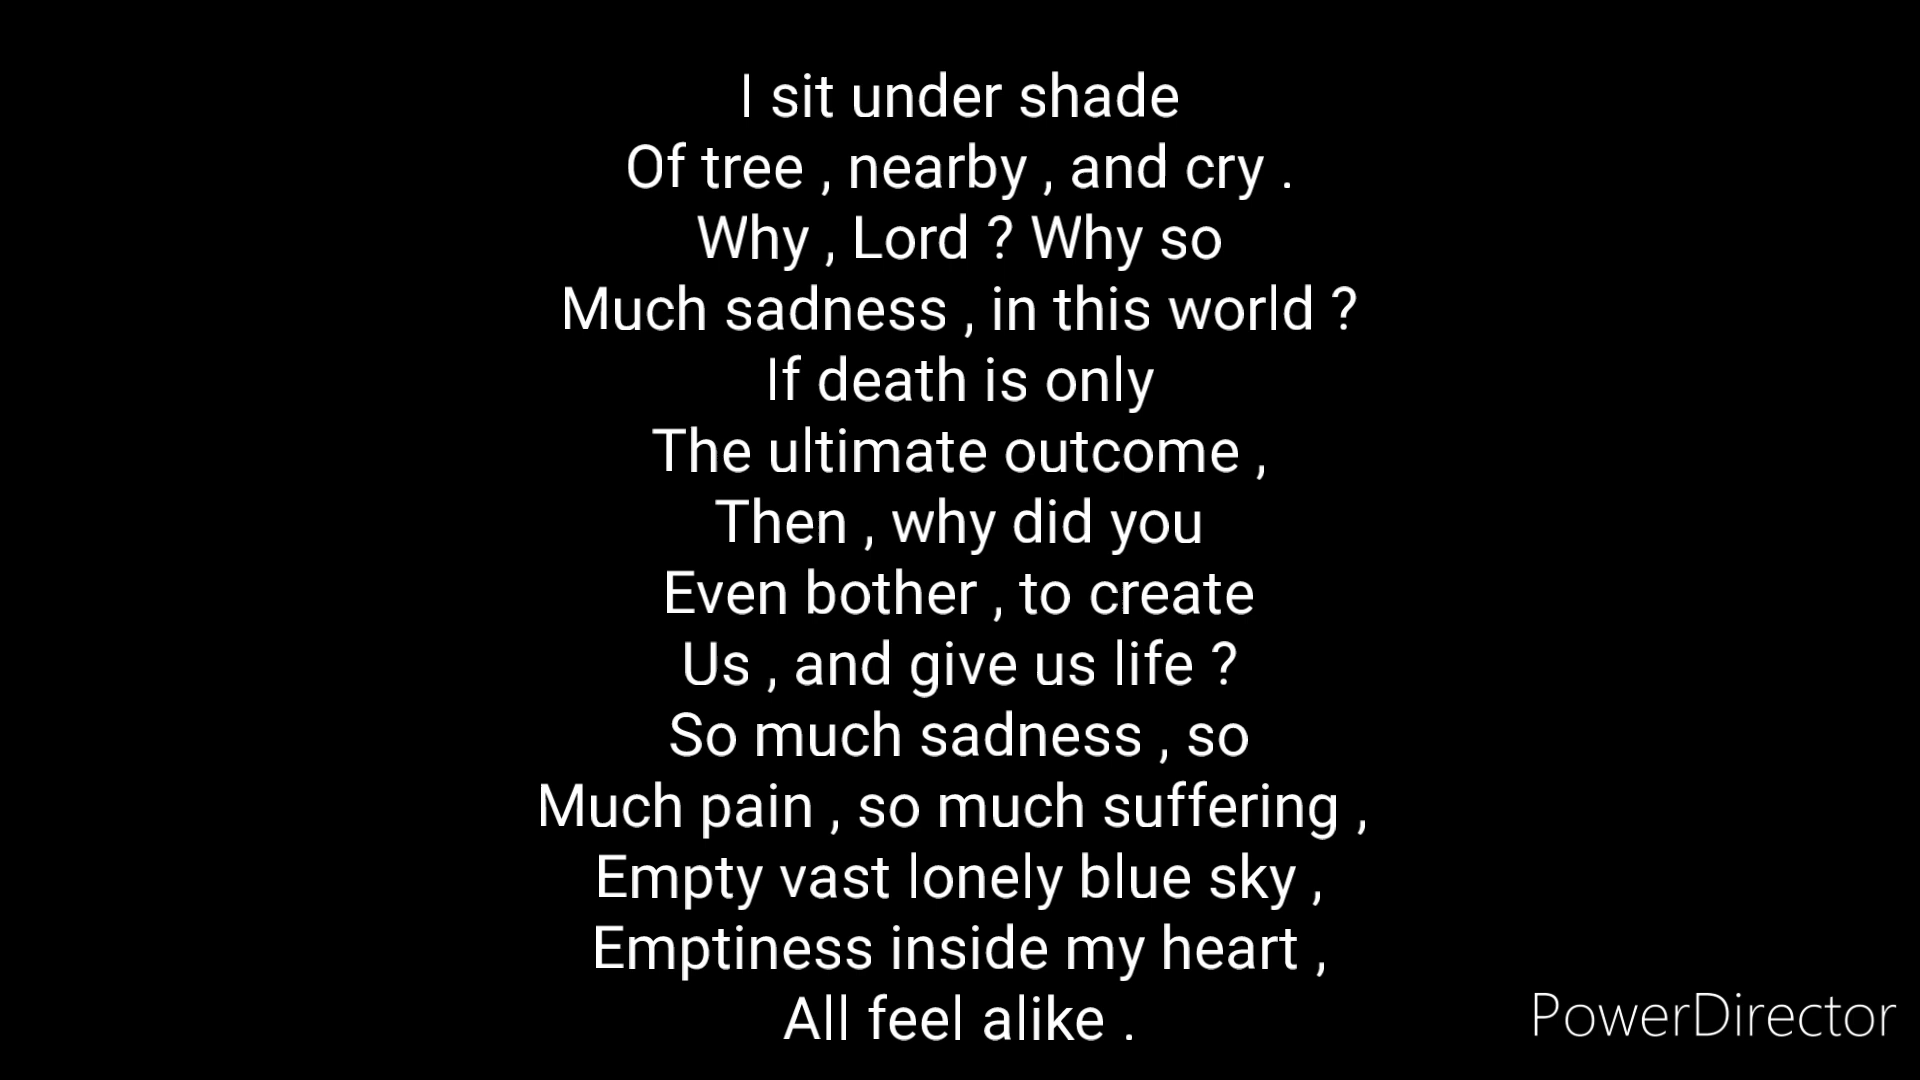 I sit under shade
Of tree , nearby , and cry .
Why , Lord ? Why so
Much sadness , in this world ?
If death is only
The ultimate outcome ,
Then , why did you
Even bother , to create
Us , and give us life ?
So much sadness , so
Much pain , so much suffering ,
Empty vast lonely blue sky ,
Emptiness inside my heart ,
All feel alike .
PowerDirector